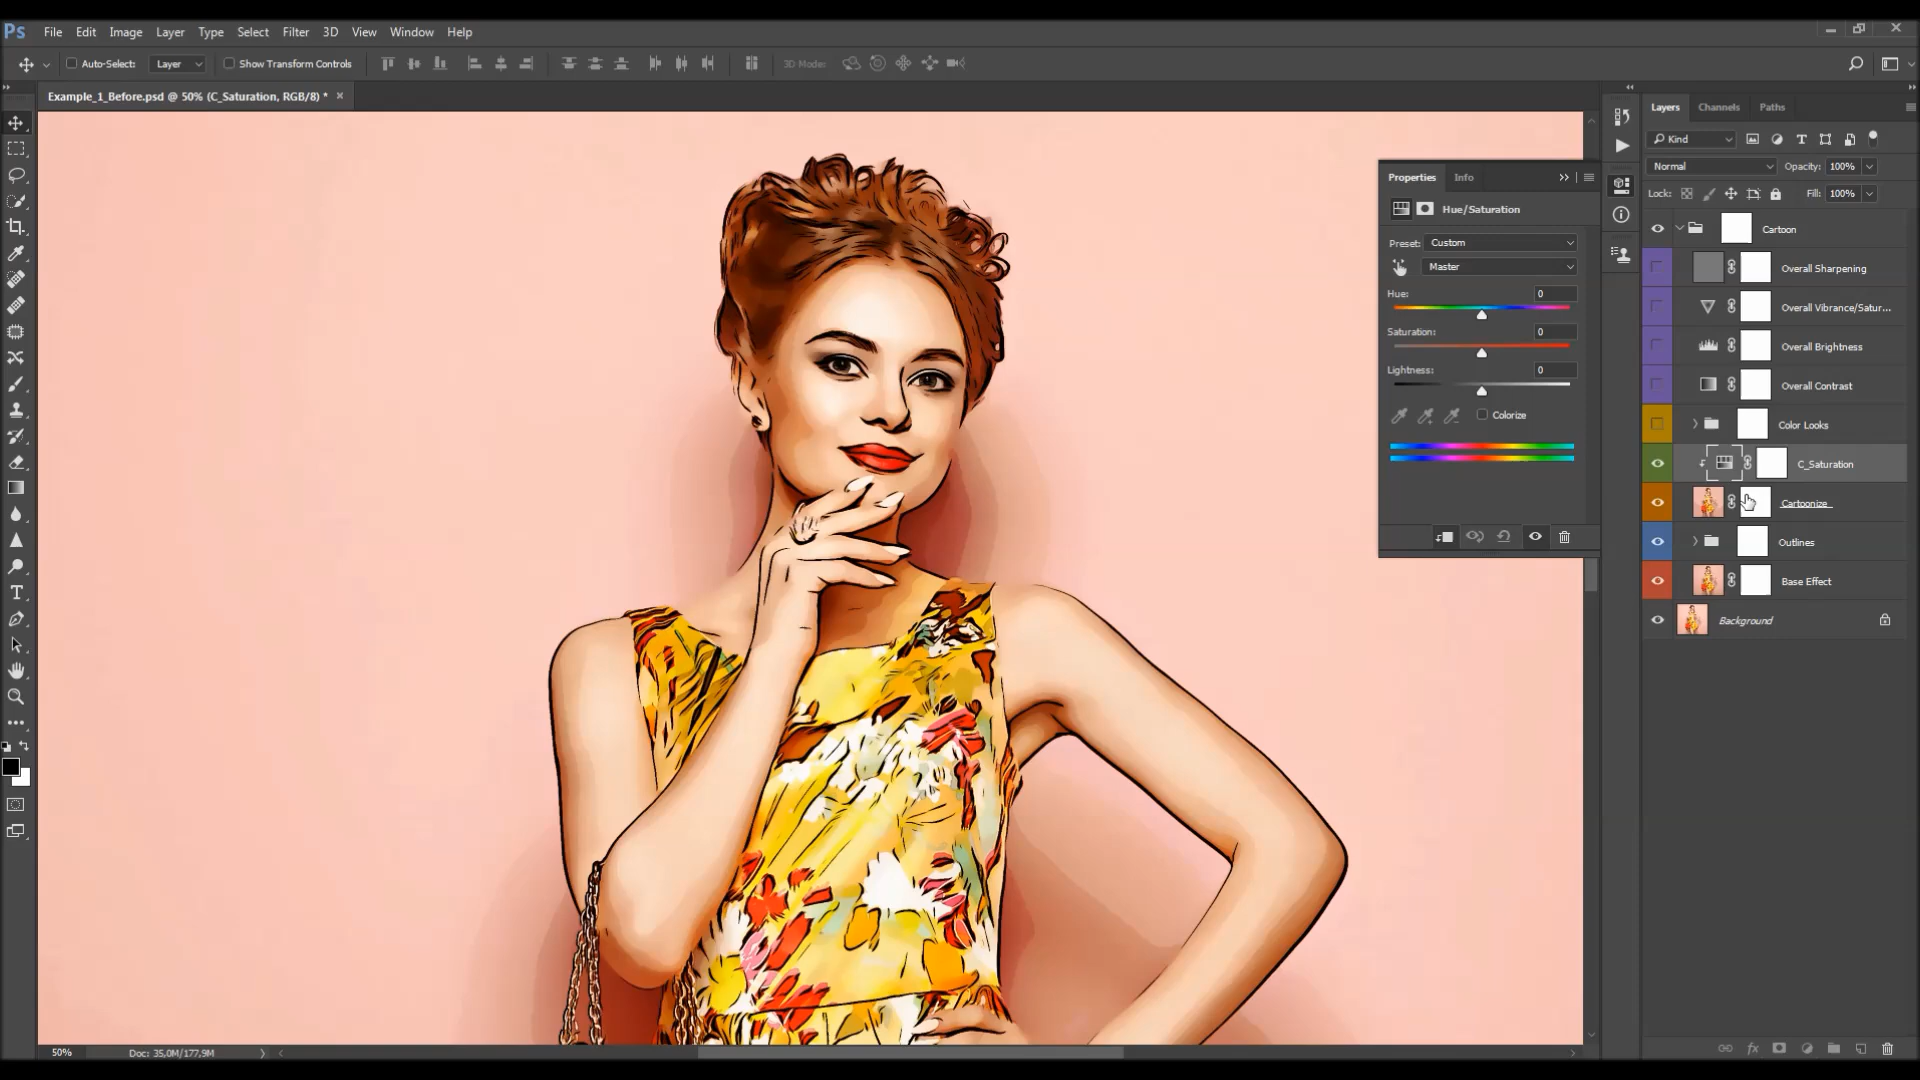 Ps File Edit Image Layer Type Select Filter 3D View Window Help
Auto-Select: Layer Show Transform Controls 3D Mode:
Example_1_Before.psd @ 50% (C_Saturation, RGB/8) *
Layers Channels Paths
Kind
Normal Opacity: 100%
Lock: Fill: 100%
Properties Info
Hue/Saturation
Preset: Custom
Master
Hue: 0
Saturation: 0
Lightness: 0
Colorize
Cartoon
Overall Sharpening
Overall Vibrance/Satur...
Overall Brightness
Overall Contrast
Color Looks
C_Saturation
Cartoonize
Outlines
Base Effect
Background
50% Doc: 35,0M/177,9M
fx